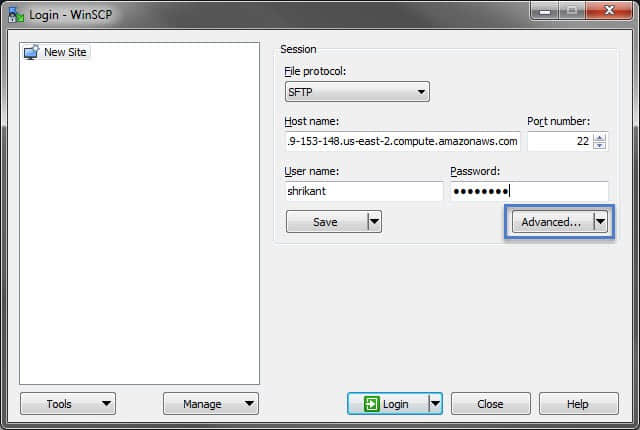 Login - WinSCP
New Site
Session
File protocol:
SFTP
Host name:
Port number:
.9-153-148.us-east-2.compute.amazonaws.com
22
User name:
Password:
shrikant
●●●●●●●●
Save
Advanced...
Tools
Manage
Login
Close
Help